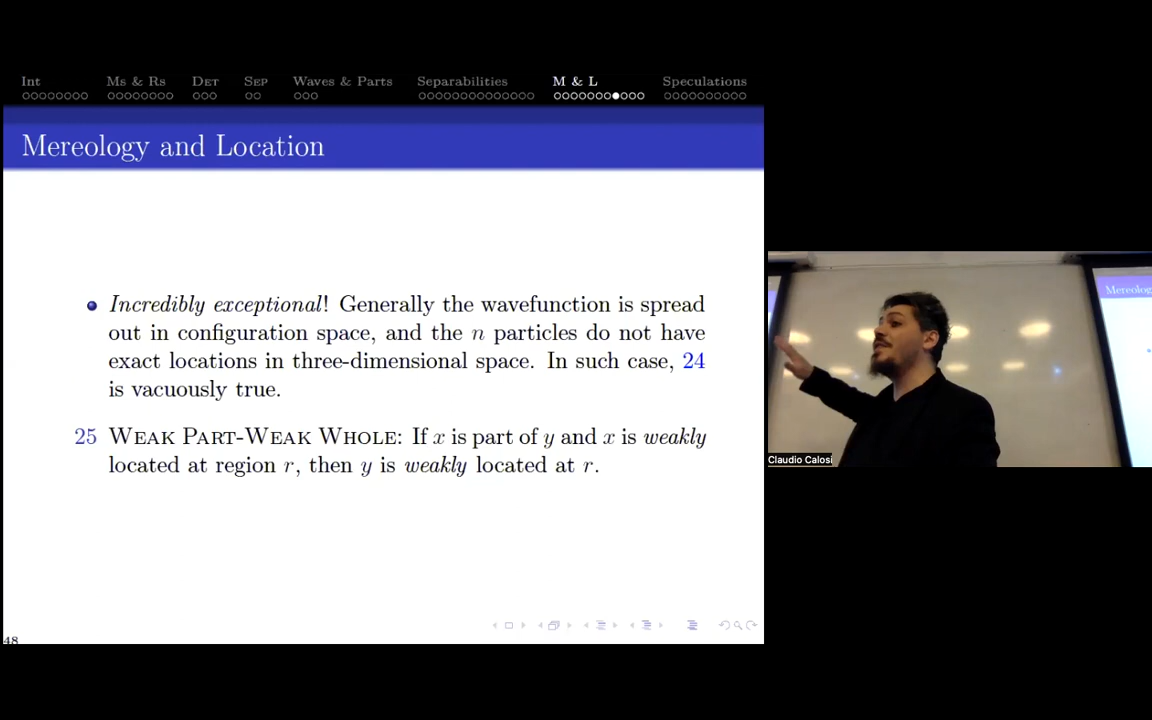 Int Ms & Rs Det Sep Waves & Parts Separabilities M & L Speculations
Mereology and Location
Incredibly exceptional! Generally the wavefunction is spread
out in configuration space, and the n particles do not have
exact locations in three-dimensional space. In such case, 24
is vacuously true.
25 Weak Part-Weak Whole: If x is part of y and x is weakly
located at region r, then y is weakly located at r.
48
Mereolog
Claudio Calosi